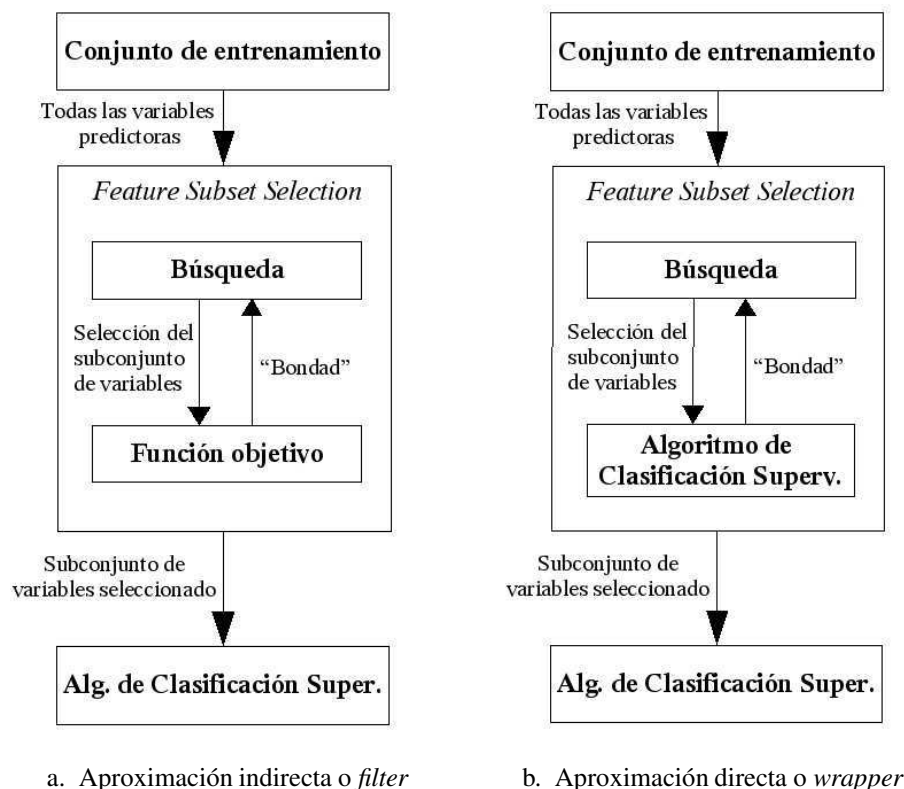 Conjunto de entrenamiento
Todas las variables
predictoras
Feature Subset Selection
Búsqueda
Selección del
subconjunto
de variables
“Bondad”
Función objetivo
Subconjunto de
variables seleccionado
Alg. de Clasificación Super.
a. Aproximación indirecta o filter
Conjunto de entrenamiento
Todas las variables
predictoras
Feature Subset Selection
Búsqueda
Selección del
subconjunto
de variables
“Bondad”
Algoritmo de
Clasificación Superv.
Subconjunto de
variables seleccionado
Alg. de Clasificación Super.
b. Aproximación directa o wrapper